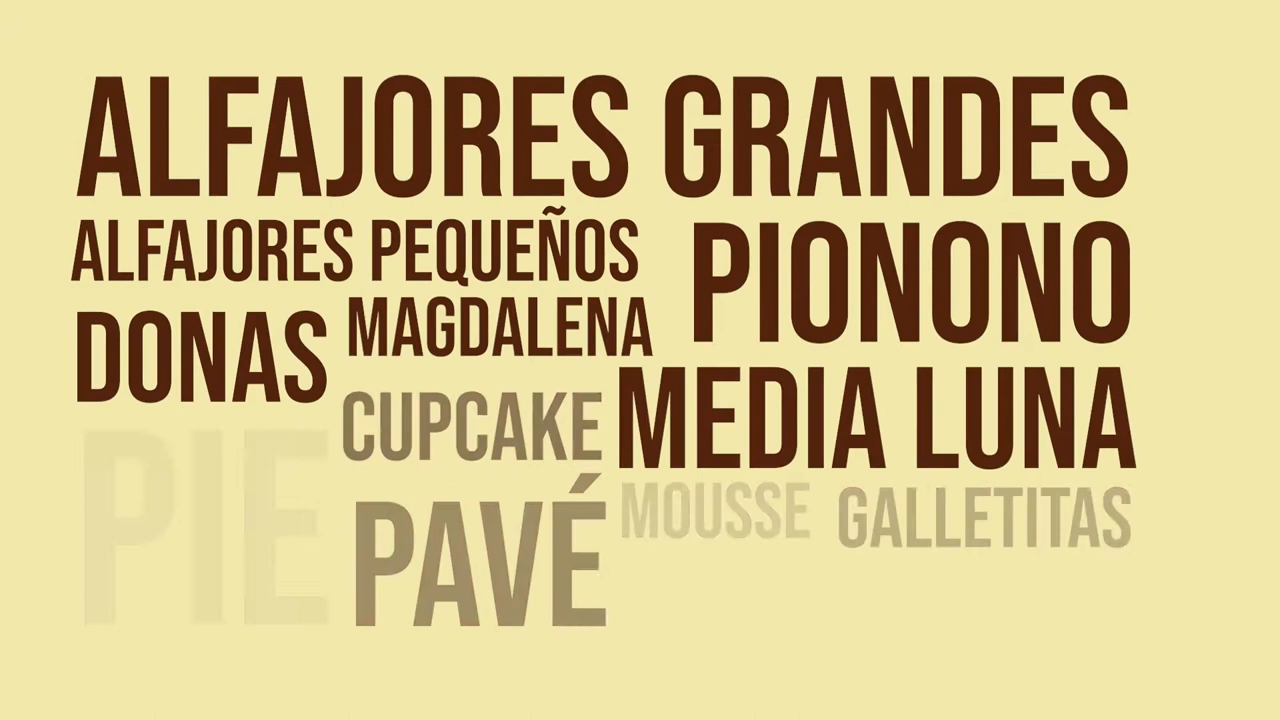 ALFAJORES GRANDES
ALFAJORES PEQUEÑOS
PIONONO
DONAS
MAGDALENA
CUPCAKE
MEDIA LUNA
PIE
PAVÉ
MOUSSE
GALLETITAS